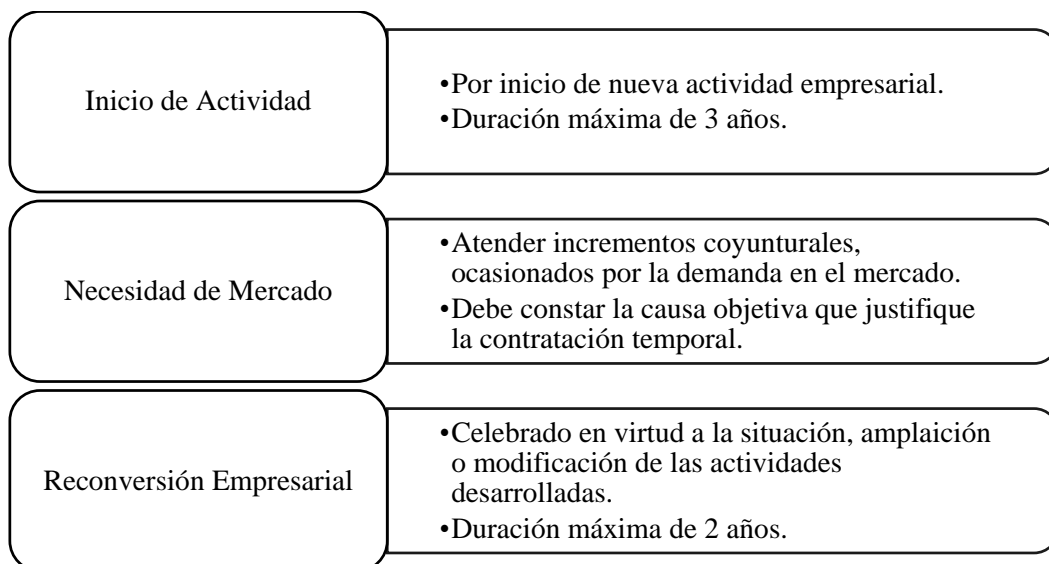 Inicio de Actividad
•Por inicio de nueva actividad empresarial.
•Duración máxima de 3 años.
Necesidad de Mercado
•Atender incrementos coyunturales,
ocasionados por la demanda en el mercado.
•Debe constar la causa objetiva que justifique
la contratación temporal.
Reconversión Empresarial
•Celebrado en virtud a la situación, amplaición
o modificación de las actividades
desarrolladas.
•Duración máxima de 2 años.